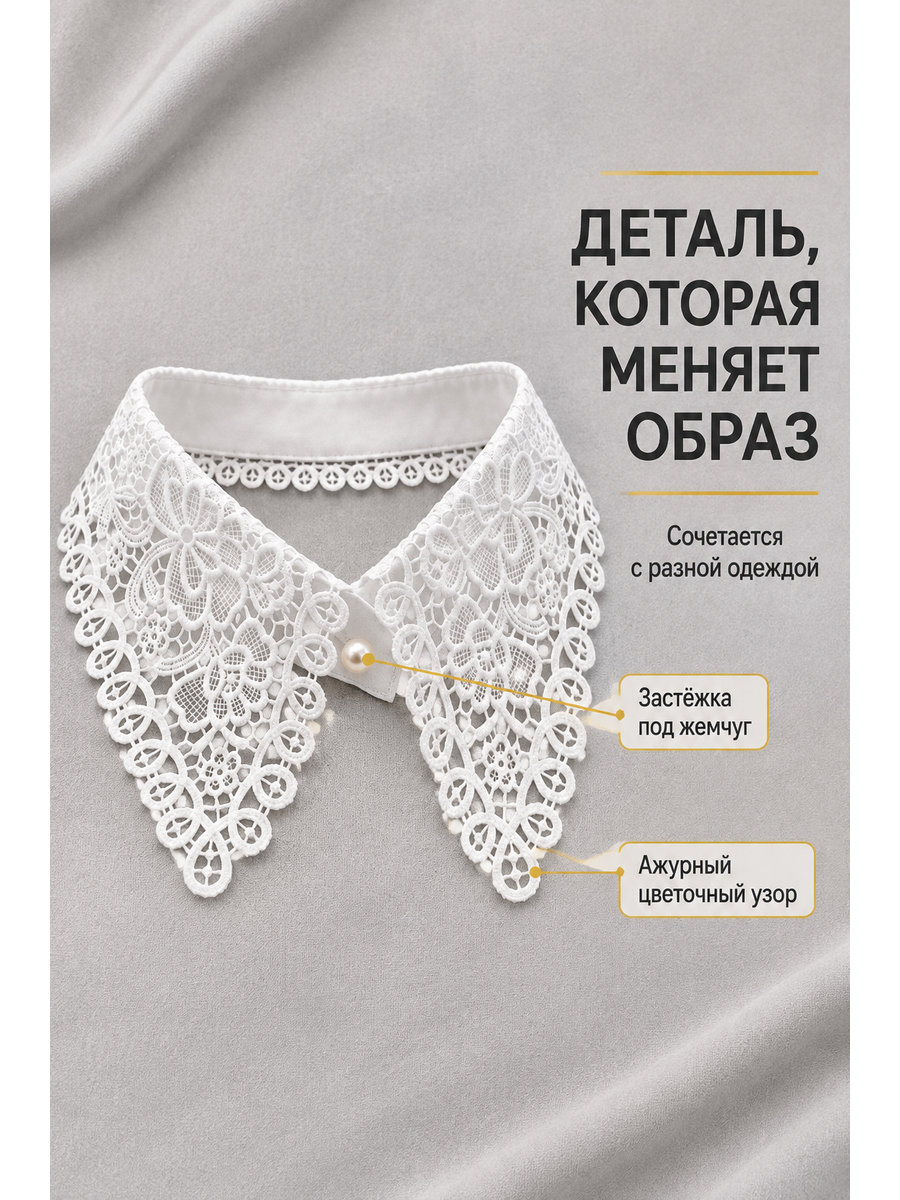 ДЕТАЛЬ,
КОТОРАЯ
МЕНЯЕТ
ОБРАЗ
Сочетается
с разной одеждой
Застёжка
под жемчуг
Ажурный
цветочный узор